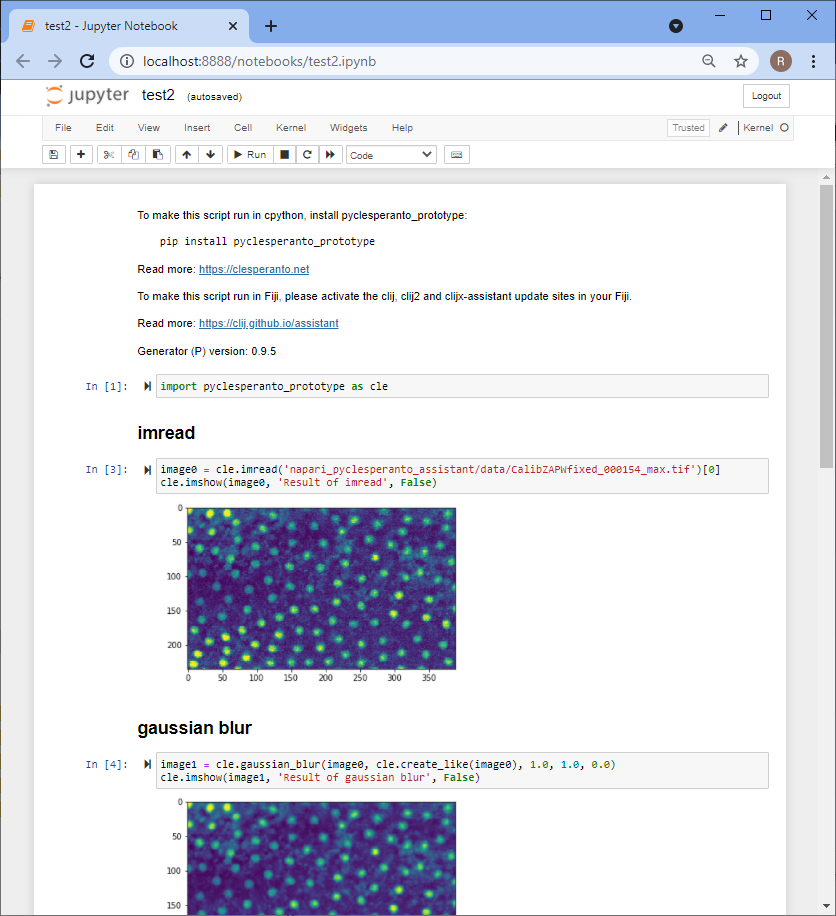 test2 - Jupyter Notebook
localhost:8888/notebooks/test2.ipynb
R
jupyter test2 (autosaved)
Logout
File Edit View Insert Cell Kernel Widgets Help
Trusted Kernel
Run Code
To make this script run in cpython, install pyclesperanto_prototype:
pip install pyclesperanto_prototype
Read more: https://clesperanto.net
To make this script run in Fiji, please activate the clij, clij2 and clijx-assistant update sites in your Fiji.
Read more: https://clij.github.io/assistant
Generator (P) version: 0.9.5
In [1]: import pyclesperanto_prototype as cle
imread
In [3]: image0 = cle.imread('napari_pyclesperanto_assistant/data/CalibZAPWfixed_000154_max.tif')[0]
cle.imshow(image0, 'Result of imread', False)
0
50
100
150
200
0 50 100 150 200 250 300 350
gaussian blur
In [4]: image1 = cle.gaussian_blur(image0, cle.create_like(image0), 1.0, 1.0, 0.0)
cle.imshow(image1, 'Result of gaussian blur', False)
0
50
100
150